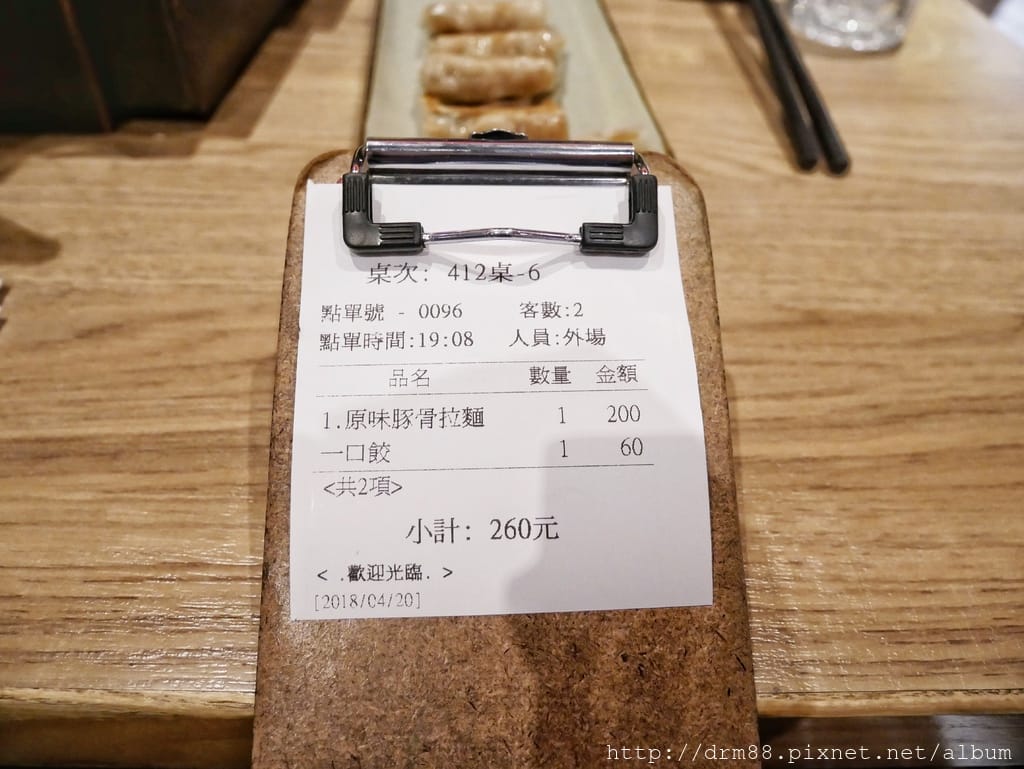 桌次: 412桌-6
點單號 - 0096 客數:2
點單時間:19:08 人員:外場
品名 數量 金額
1.原味豚骨拉麵 1 200
一口餃 1 60
<共2項>
小計: 260元
< .歡迎光臨. >
[2018/04/20]
http://drm88.pixnet.net/album